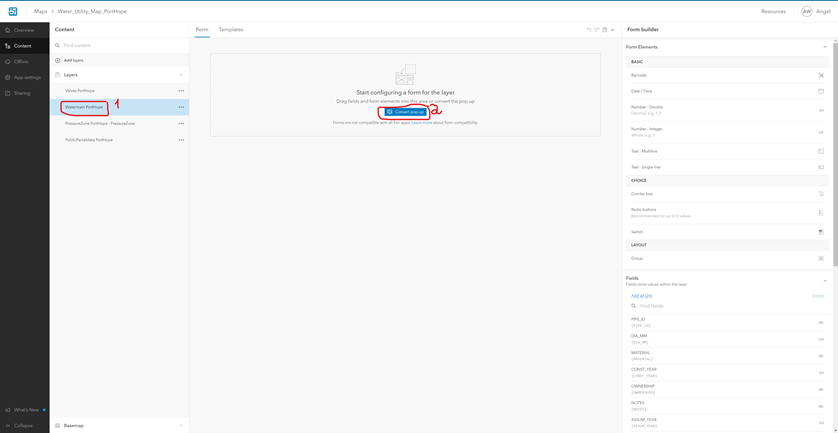 Maps > Water_Utility_Map_PortHope
Resources
AW Angel
Overview
Content
Offline
App settings
Sharing
What's New
Collapse
Content
Find content
Add layers
Layers
Valves PortHope
Watermain PortHope
1
PressureZone PortHope - PressureZone
PublicParceldata PortHope
Basemap
Form Templates
Start configuring a form for the layer
Drag fields and form elements into this area or convert the pop-up.
Convert pop-up
2
Forms are not compatible with all Esri apps. Learn more about form compatibility.
Form builder
Form Elements
BASIC
Barcode
Date / Time
Number - Double
Decimal, e.g. 1.2
Number - Integer
Whole, e.g. 1
Text - Multiline
Text - Single line
CHOICE
Combo box
Radio buttons
Recommended for up to 5 values
Switch
LAYOUT
Group
Fields
Fields store values within the layer
Add all (24)
Delete
Find Fields
PIPE_ID
{PIPE_ID}
DIA_MM
{DIA_MM}
MATERIAL
{MATERIAL}
CONST_YEAR
{CONST_YEAR}
OWNERSHIP
{OWNERSHIP}
NOTES
{NOTES}
ASSUM_YEAR
{ASSUM_YEAR}